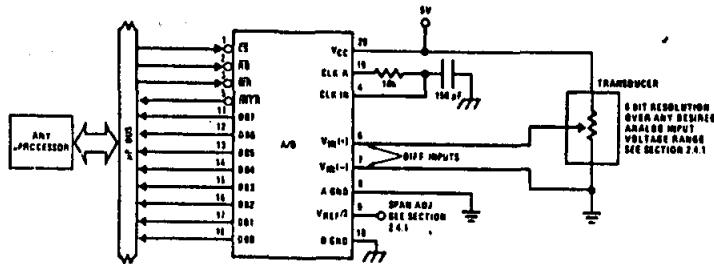 5V
1 CS
2 RD
3 WR
5 INTR
11 DB7
12 DB6
13 DB5
14 DB4
15 DB3
16 DB2
17 DB1
18 DB0
ANY
μPROCESSOR
μP BUS
A/D
VCC 20
CLK R 19
10k
CLK IN 4
150 pF
VIN(+) 6
DIFF INPUTS
VIN(−) 7
A GND 8
VREF/2 9
SPAN ADJ
SEE SECTION
2.4.1
D GND 10
TRANSDUCER
8 BIT RESOLUTION
OVER ANY DESIRED
ANALOG INPUT
VOLTAGE RANGE
SEE SECTION 2.4.1